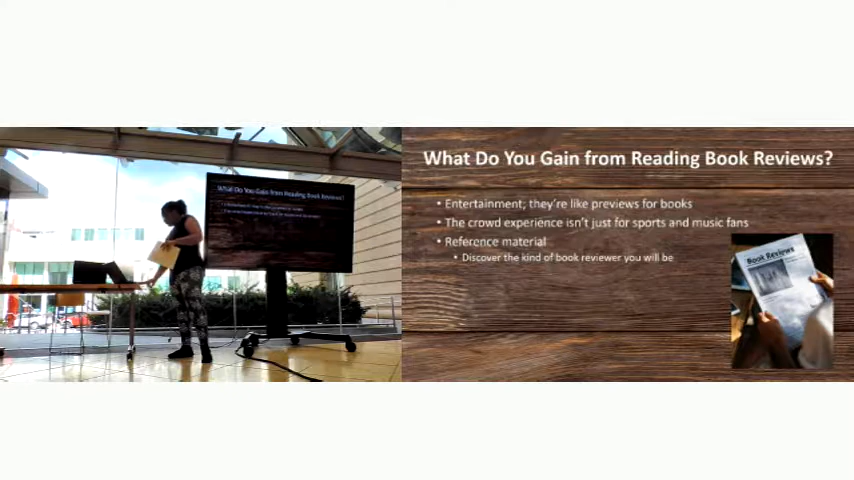 What Do You Gain from Reading Book Reviews?
What Do You Gain from Reading Book Reviews?
• Entertainment; they're like previews for books
• The crowd experience isn't just for sports and music fans
• Reference material
• Discover the kind of book reviewer you will be
Book Reviews